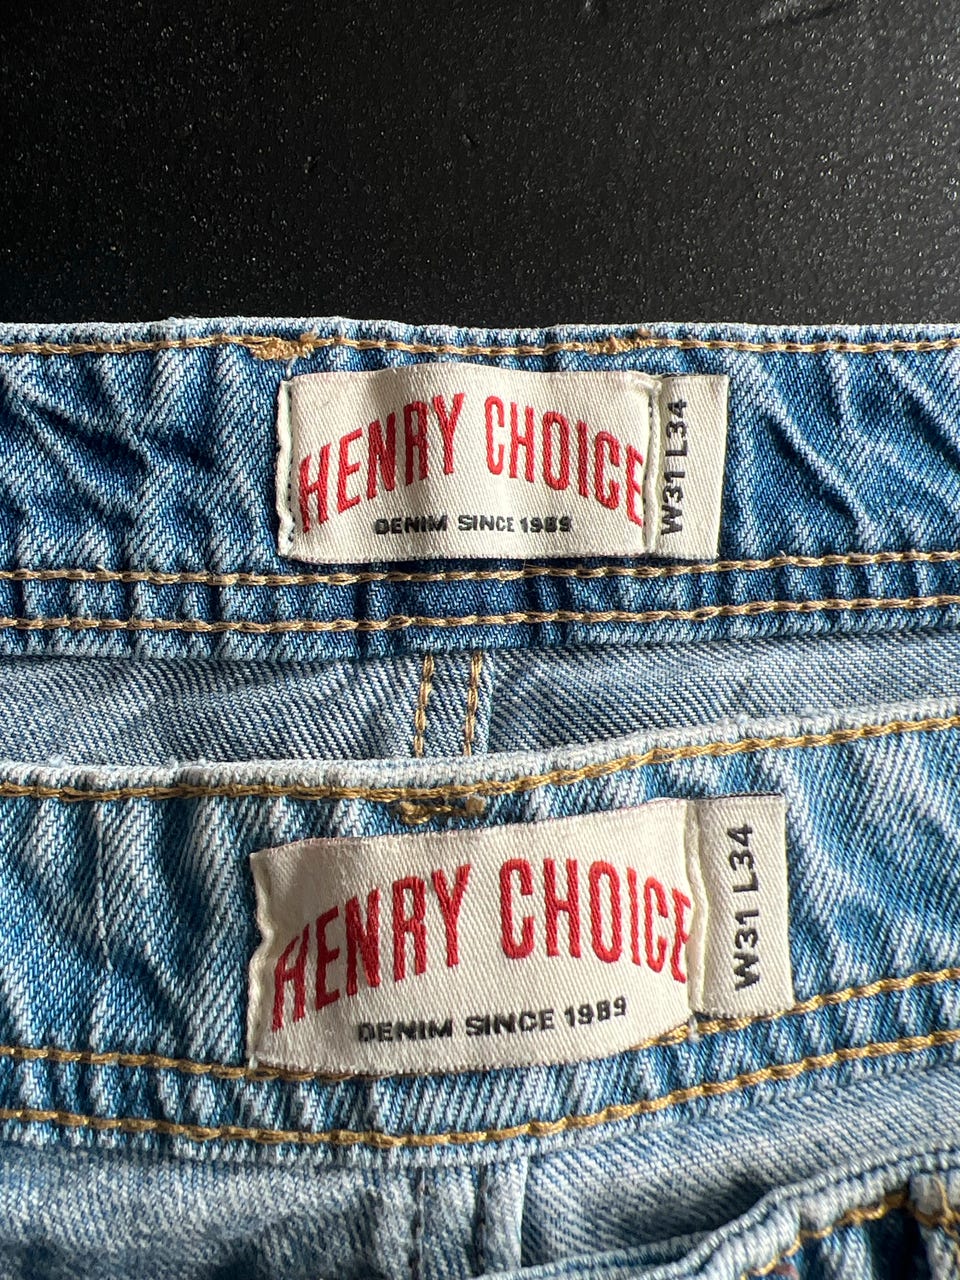 HENRY CHOICE
DENIM SINCE 1989
W31 L34
HENRY CHOICE
DENIM SINCE 1989
W31 L34